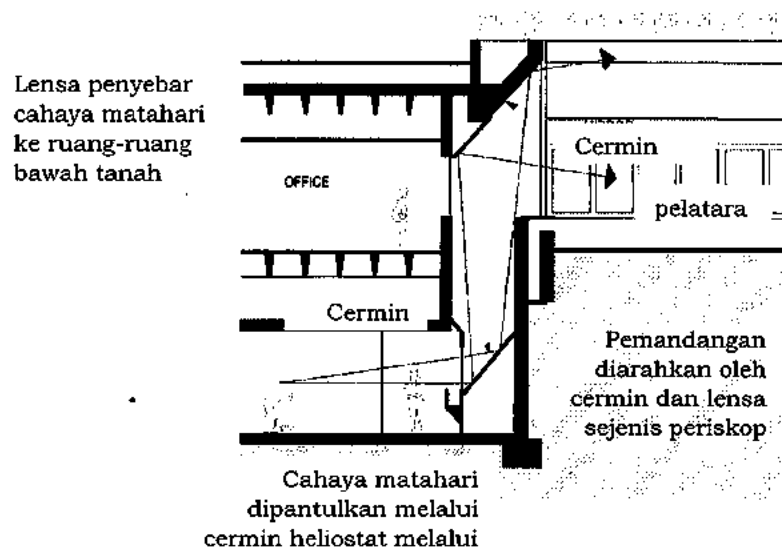 Lensa penyebar
cahaya matahari
ke ruang-ruang
bawah tanah
OFFICE
Cermin
pelatara
Cermin
Pemandangan
diarahkan oleh
cermin dan lensa
sejenis periskop
Cahaya matahari
dipantulkan melalui
cermin heliostat melalui